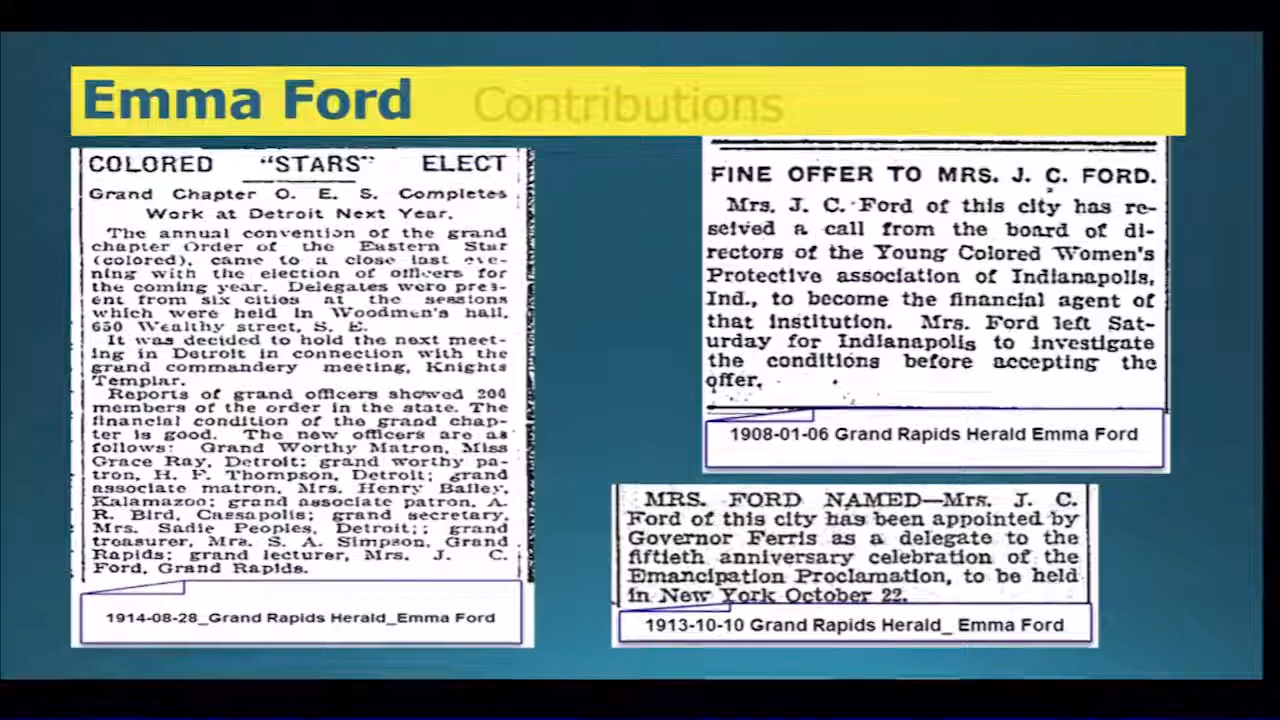 Emma Ford Contributions
COLORED "STARS" ELECT
Grand Chapter O. E. S. Completes
Work at Detroit Next Year.
The annual convention of the grand
chapter Order of the Eastern Star
(colored), came to a close last eve-
ning with the election of officers for
the coming year. Delegates were pres-
ent from six cities at the sessions
which were held in Woodmen's hall,
650 Wealthy street, S. E.
It was decided to hold the next meet-
ing in Detroit in connection with the
grand commandery meeting, Knights
Templar.
Reports of grand officers showed 204
members of the order in the state. The
financial condition of the grand chap-
ter is good. The new officers are as
follows: Grand Worthy Matron, Miss
Grace Ray, Detroit; grand worthy pa-
tron, H. F. Thompson, Detroit; grand
associate matron, Mrs. Henry Bailey,
Kalamazoo; grand associate patron, A.
R. Bird, Cassapolis; grand secretary,
Mrs. Sadie Peoples, Detroit;; grand
treasurer, Mrs. S. A. Simpson, Grand
Rapids; grand lecturer, Mrs. J. C.
Ford, Grand Rapids.
1914-08-28_Grand Rapids Herald_Emma Ford
FINE OFFER TO MRS. J. C. FORD.
Mrs. J. C. Ford of this city has re-
seived a call from the board of di-
rectors of the Young Colored Women's
Protective association of Indianapolis,
Ind., to become the financial agent of
that institution. Mrs. Ford left Sat-
urday for Indianapolis to investigate
the conditions before accepting the
offer.
1908-01-06 Grand Rapids Herald Emma Ford
MRS. FORD NAMED—Mrs. J. C.
Ford of this city has been appointed by
Governor Ferris as a delegate to the
fiftieth anniversary celebration of the
Emancipation Proclamation, to be held
in New York October 22.
1913-10-10 Grand Rapids Herald_ Emma Ford